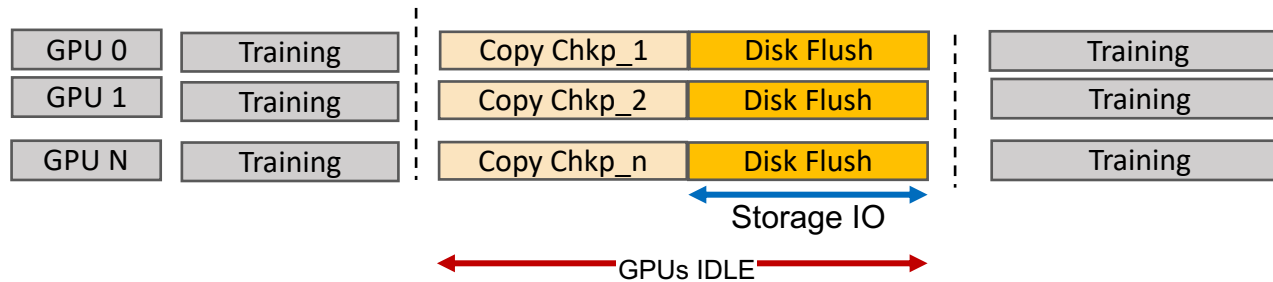 GPU 0 Training Copy Chkp_1 Disk Flush Training
GPU 1 Training Copy Chkp_2 Disk Flush Training
GPU N Training Copy Chkp_n Disk Flush Training
Storage IO
GPUs IDLE